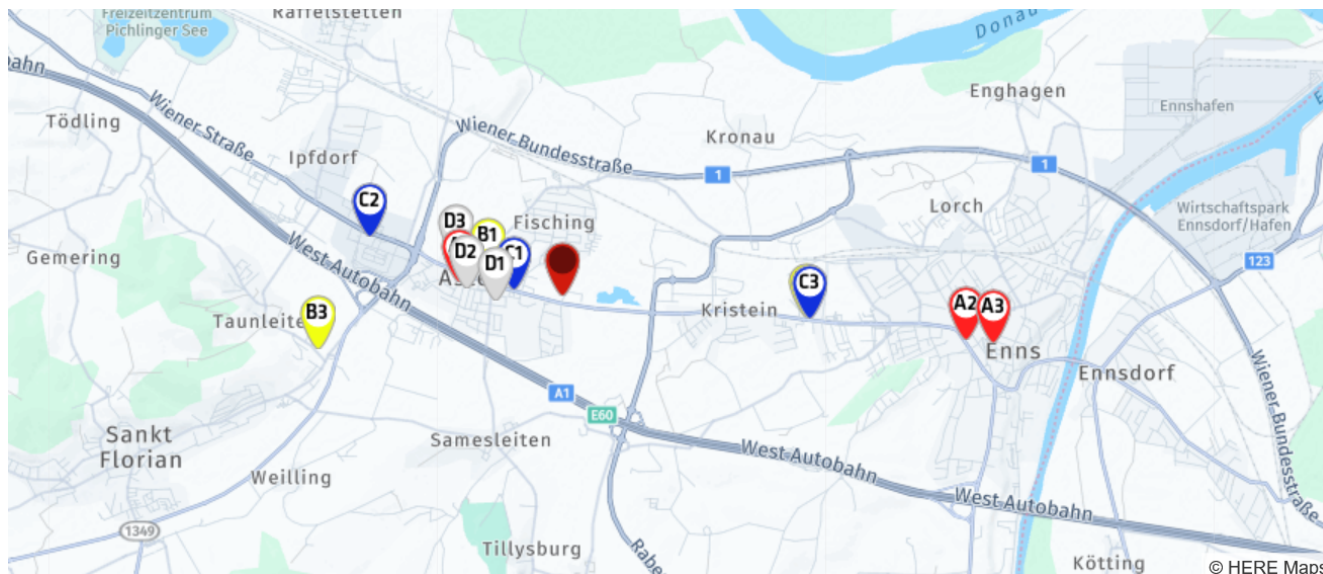 Freizeitzentrum
Pichlinger See
Raffelstetten
Donau
Enghagen
Ennshafen
Tödling
Wiener Straße
Wiener Bundesstraße
Kronau
Ipfdorf
1
1
C2
D3
B1
Fisching
Lorch
Wirtschaftspark
Ennsdorf/Hafen
Gemering
West Autobahn
D2
C1
D1
123
B3
Taunleite
Kristein
C3
A2
A3
Enns
Ennsdorf
A1
E60
Wiener Bundesstraße
Sankt
Florian
Samesleiten
West Autobahn
Weilling
West Autobahn
1349
Tillysburg
Kötting
© HERE Maps